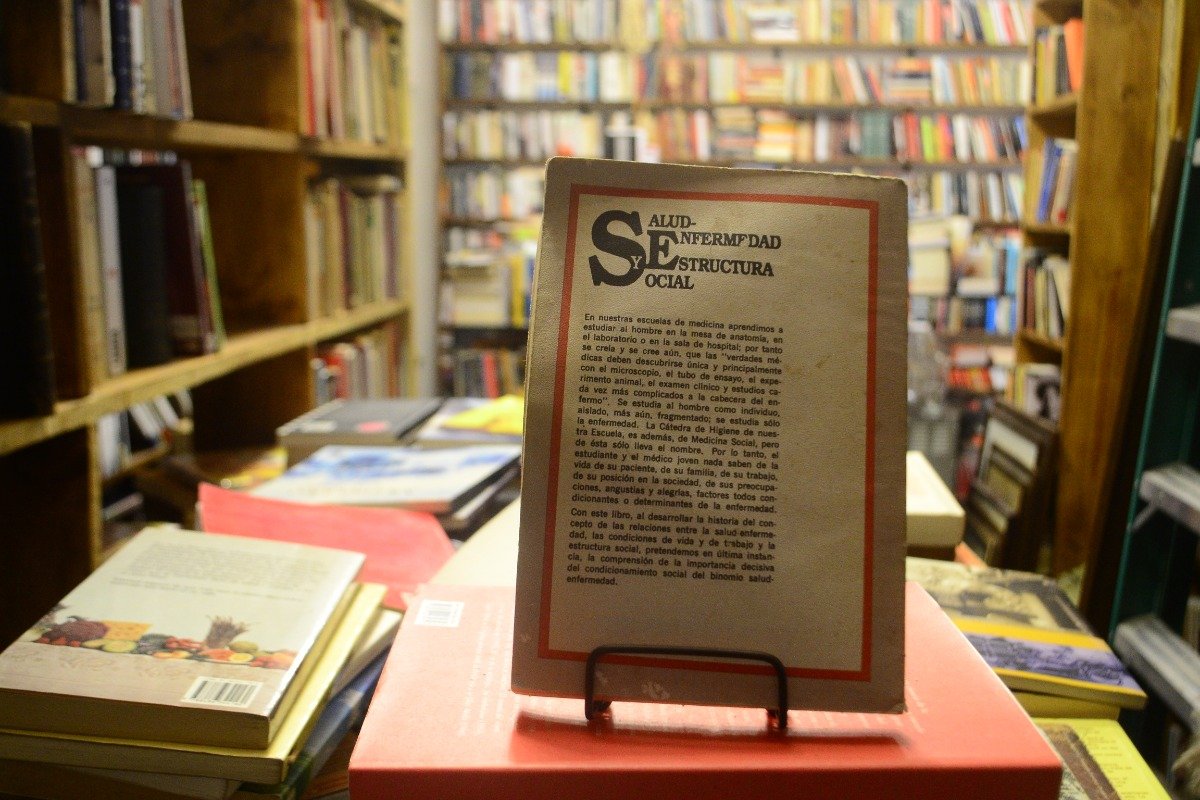 SALUD-
ENFERMEDAD
Y ESTRUCTURA
SOCIAL
En nuestras escuelas de medicina aprendimos a
estudiar al hombre en la mesa de anatomía, en
el laboratorio o en la sala de hospital; por tanto
se creía y se cree aún, que las "verdades mé-
dicas deben descubrirse única y principalmente
con el microscopio, el tubo de ensayo, el expe-
rimento animal, el examen clínico y estudios ca-
da vez más complicados a la cabecera del en-
fermo". Se estudia al hombre como individuo,
aislado, más aún, fragmentado; se estudia sólo
la enfermedad. La Cátedra de Higiene de nues-
tra Escuela, es además, de Medicina Social, pero
de ésta sólo lleva el nombre. Por lo tanto, el
estudiante y el médico joven nada saben de la
vida de su paciente, de su familia, de su trabajo,
de su posición en la sociedad, de sus preocupa-
ciones, angustias y alegrías, factores todos con-
dicionantes o determinantes de la enfermedad.
Con este libro, al desarrollar la historia del con-
cepto de las relaciones entre la salud-enferme-
dad, las condiciones de vida y de trabajo y la
estructura social, pretendemos en última instan-
cia, la comprensión de la importancia decisiva
del condicionamiento social del binomio salud-
enfermedad.